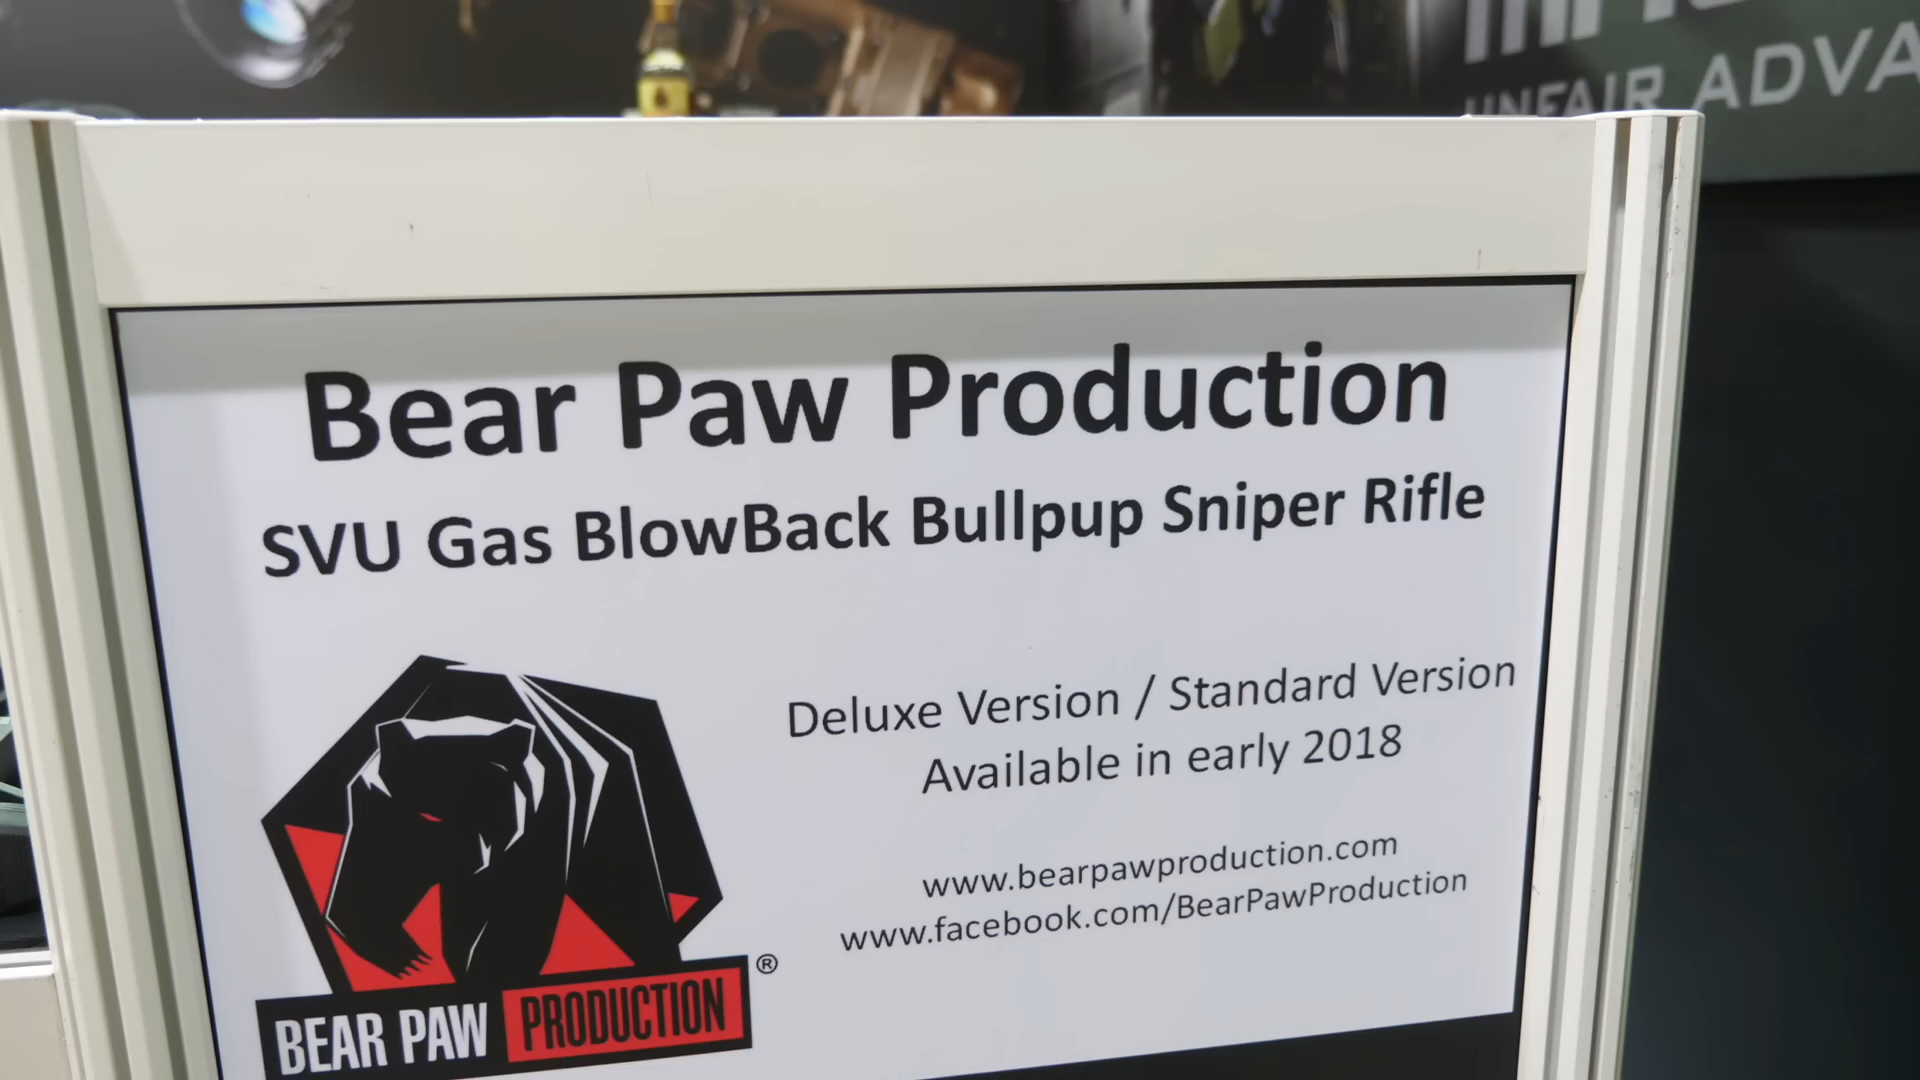 UNFAIR ADVA
Bear Paw Production
SVU Gas BlowBack Bullpup Sniper Rifle
Deluxe Version / Standard Version
Available in early 2018
www.bearpawproduction.com
www.facebook.com/BearPawProduction
®
BEAR PAW PRODUCTION